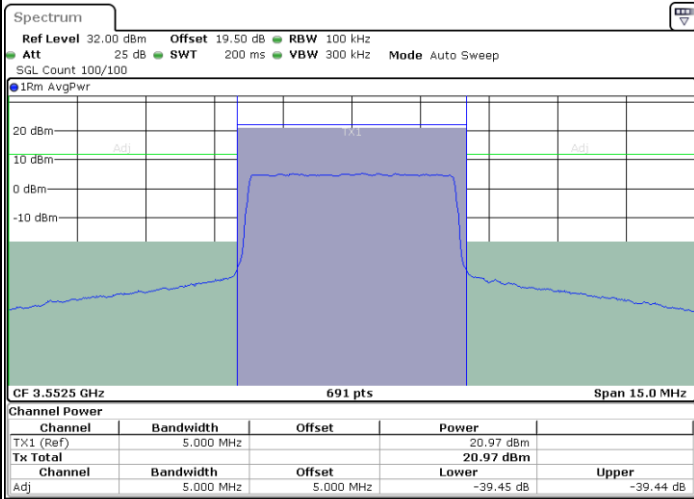 Spectrum
Ref Level 32.00 dBm Offset 19.50 dB RBW 100 kHz
Att 25 dB SWT 200 ms VBW 300 kHz Mode Auto Sweep
SGL Count 100/100
1Rm AvgPwr
20 dBm
TX1
Adj Adj
10 dBm
0 dBm
-10 dBm
CF 3.5525 GHz 691 pts Span 15.0 MHz
Channel Power
Channel Bandwidth Offset Power
TX1 (Ref) 5.000 MHz 20.97 dBm
Tx Total 20.97 dBm
Channel Bandwidth Offset Lower Upper
Adj 5.000 MHz 5.000 MHz -39.45 dB -39.44 dB